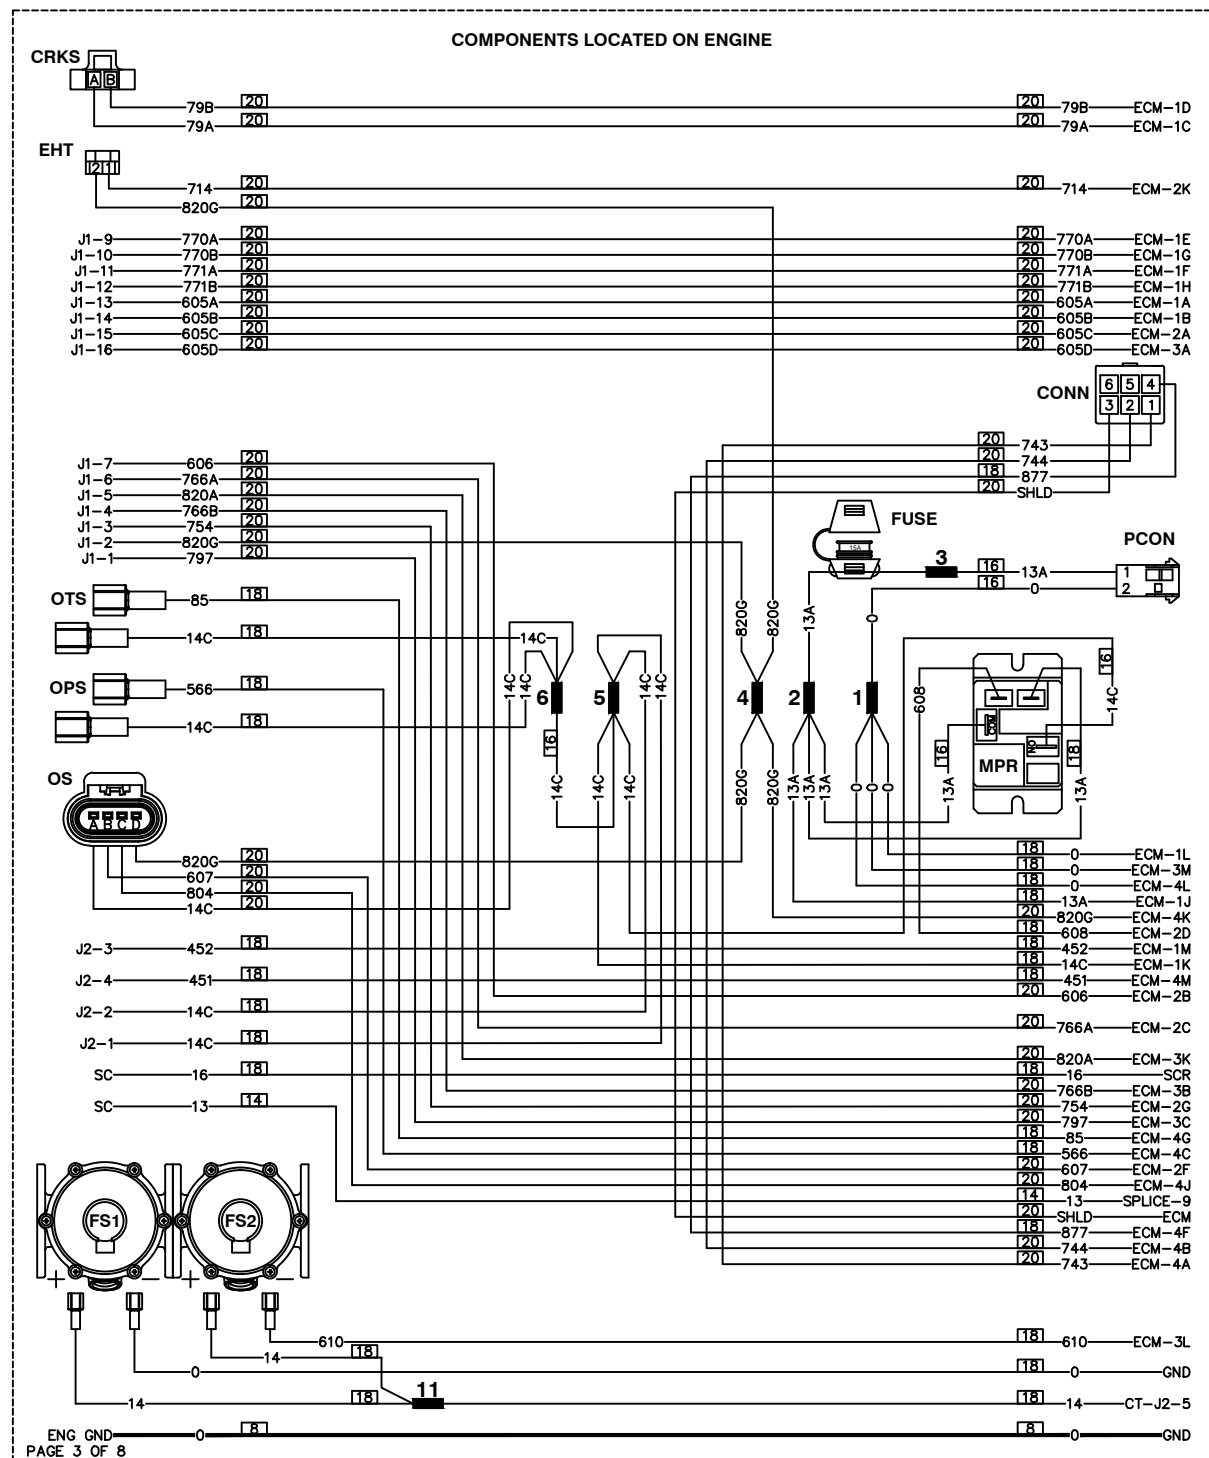 COMPONENTS LOCATED ON ENGINE
CRKS
A B
79B 20 20 79B ECM-1D
79A 20 20 79A ECM-1C
EHT
2 1
714 20 20 714 ECM-2K
820G 20
J1-9 770A 20 20 770A ECM-1E
J1-10 770B 20 20 770B ECM-1G
J1-11 771A 20 20 771A ECM-1F
J1-12 771B 20 20 771B ECM-1H
J1-13 605A 20 20 605A ECM-1A
J1-14 605B 20 20 605B ECM-1B
J1-15 605C 20 20 605C ECM-2A
J1-16 605D 20 20 605D ECM-3A
CONN
6 5 4
3 2 1
20 743
20 744
18 877
20 SHLD
J1-7 606 20
J1-6 766A 20
J1-5 820A 20
J1-4 766B 20
J1-3 754 20
J1-2 820G 20
J1-1 797 20
FUSE
15A
PCON
3
16 13A 1
16 0 2
OTS
85 18
14C 18 14C
OPS
566 18
14C 18
14C 14C 14C 14C 820G 820G 13A 0 608 16 14C
6 5 4 2 1
16 14C 14C 14C 820G 820G 13A 13A 13A 0 0 0 16 13A 18 13A
COM
NO
MPR
OS
A B C D
820G 20
607 20
804 20
14C 20
18 0 ECM-1L
18 0 ECM-3M
18 0 ECM-4L
18 13A ECM-1J
20 820G ECM-4K
18 608 ECM-2D
J2-3 452 18 18 452 ECM-1M
18 14C ECM-1K
J2-4 451 18 18 451 ECM-4M
20 606 ECM-2B
J2-2 14C 18
20 766A ECM-2C
J2-1 14C 18
20 820A ECM-3K
SC 16 18 18 16 SCR
20 766B ECM-3B
SC 13 14 20 754 ECM-2G
20 797 ECM-3C
18 85 ECM-4G
18 566 ECM-4C
20 607 ECM-2F
20 804 ECM-4J
14 13 SPLICE-9
20 SHLD ECM
18 877 ECM-4F
20 744 ECM-4B
20 743 ECM-4A
FS1 FS2
+ − + −
610 18 610 ECM-3L
14 18
0 18 0 GND
14 18 11 18 14 CT-J2-5
ENG GND 0 8 8 0 GND
PAGE 3 OF 8